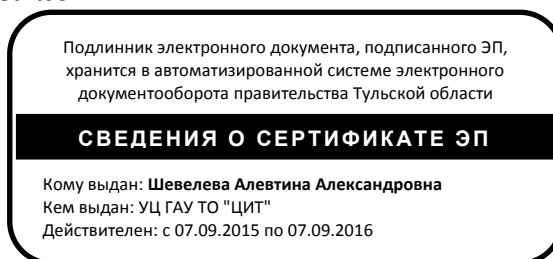 Подлинник электронного документа, подписанного ЭП,
хранится в автоматизированной системе электронного
документооборота правительства Тульской области
СВЕДЕНИЯ О СЕРТИФИКАТЕ ЭП
Кому выдан: Шевелева Алевтина Александровна
Кем выдан: УЦ ГАУ ТО "ЦИТ"
Действителен: с 07.09.2015 по 07.09.2016